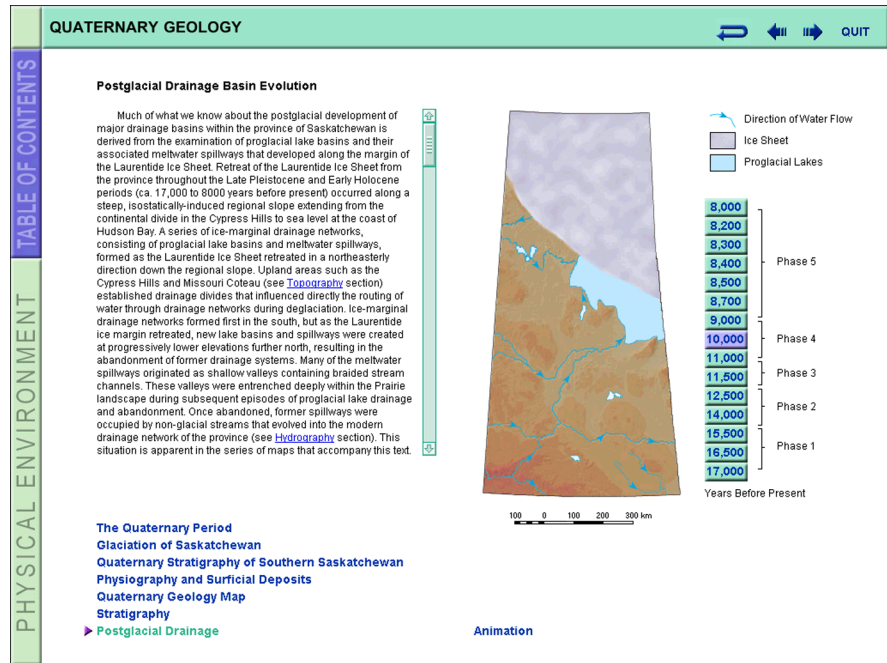 QUATERNARY GEOLOGY
QUIT
TABLE OF CONTENTS
PHYSICAL ENVIRONMENT
Postglacial Drainage Basin Evolution
Much of what we know about the postglacial development of
major drainage basins within the province of Saskatchewan is
derived from the examination of proglacial lake basins and their
associated meltwater spillways that developed along the margin of
the Laurentide Ice Sheet. Retreat of the Laurentide Ice Sheet from
the province throughout the Late Pleistocene and Early Holocene
periods (ca. 17,000 to 8000 years before present) occurred along a
steep, isostatically-induced regional slope extending from the
continental divide in the Cypress Hills to sea level at the coast of
Hudson Bay. A series of ice-marginal drainage networks,
consisting of proglacial lake basins and meltwater spillways,
formed as the Laurentide Ice Sheet retreated in a northeasterly
direction down the regional slope. Upland areas such as the
Cypress Hills and Missouri Coteau (see Topography section)
established drainage divides that influenced directly the routing of
water through drainage networks during deglaciation. Ice-marginal
drainage networks formed first in the south, but as the Laurentide
ice margin retreated, new lake basins and spillways were created
at progressively lower elevations further north, resulting in the
abandonment of former drainage systems. Many of the meltwater
spillways originated as shallow valleys containing braided stream
channels. These valleys were entrenched deeply within the Prairie
landscape during subsequent episodes of proglacial lake drainage
and abandonment. Once abandoned, former spillways were
occupied by non-glacial streams that evolved into the modern
drainage network of the province (see Hydrography section). This
situation is apparent in the series of maps that accompany this text.
Direction of Water Flow
Ice Sheet
Proglacial Lakes
8,000
8,200
8,300
8,400
8,500
8,700
9,000
10,000
11,000
11,500
12,500
14,000
15,500
16,500
17,000
Phase 5
Phase 4
Phase 3
Phase 2
Phase 1
Years Before Present
100 0 100 200 300 km
The Quaternary Period
Glaciation of Saskatchewan
Quaternary Stratigraphy of Southern Saskatchewan
Physiography and Surficial Deposits
Quaternary Geology Map
Stratigraphy
Postglacial Drainage
Animation